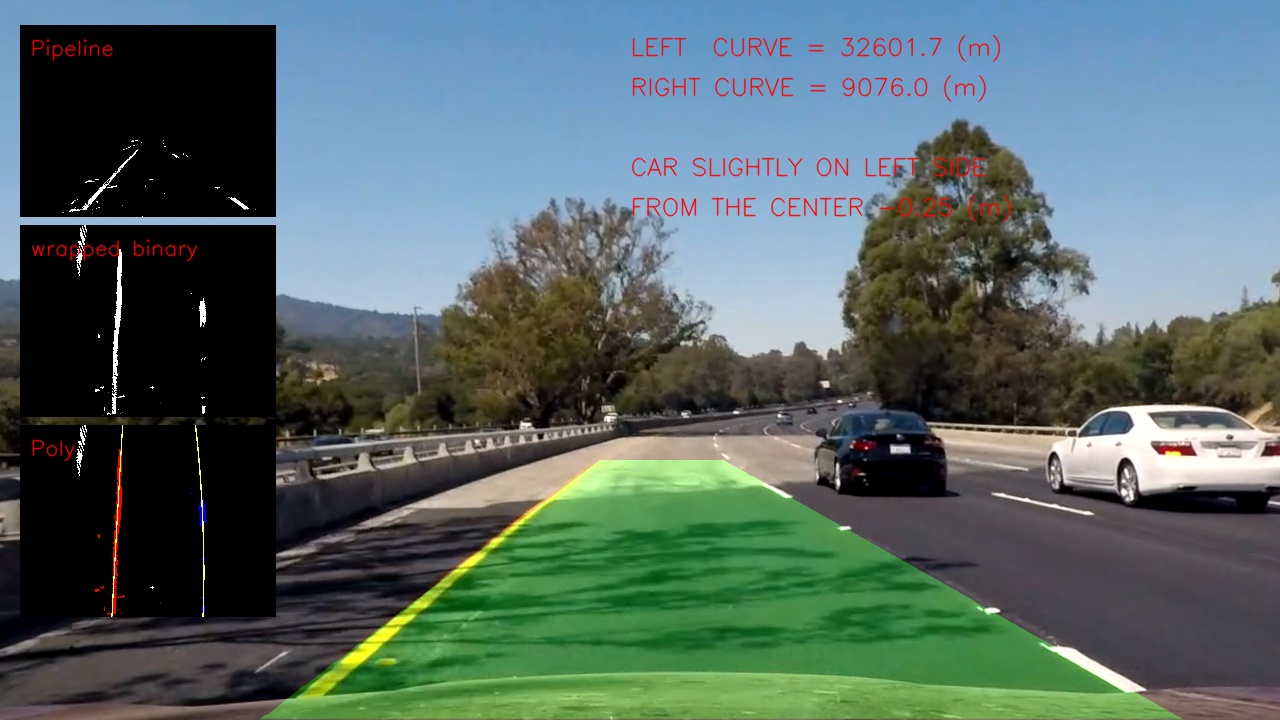 Pipeline
LEFT CURVE = 32601.7 (m)
RIGHT CURVE = 9076.0 (m)
CAR SLIGHTLY ON LEFT SIDE
FROM THE CENTER -0.25 (m)
wrapped binary
Poly